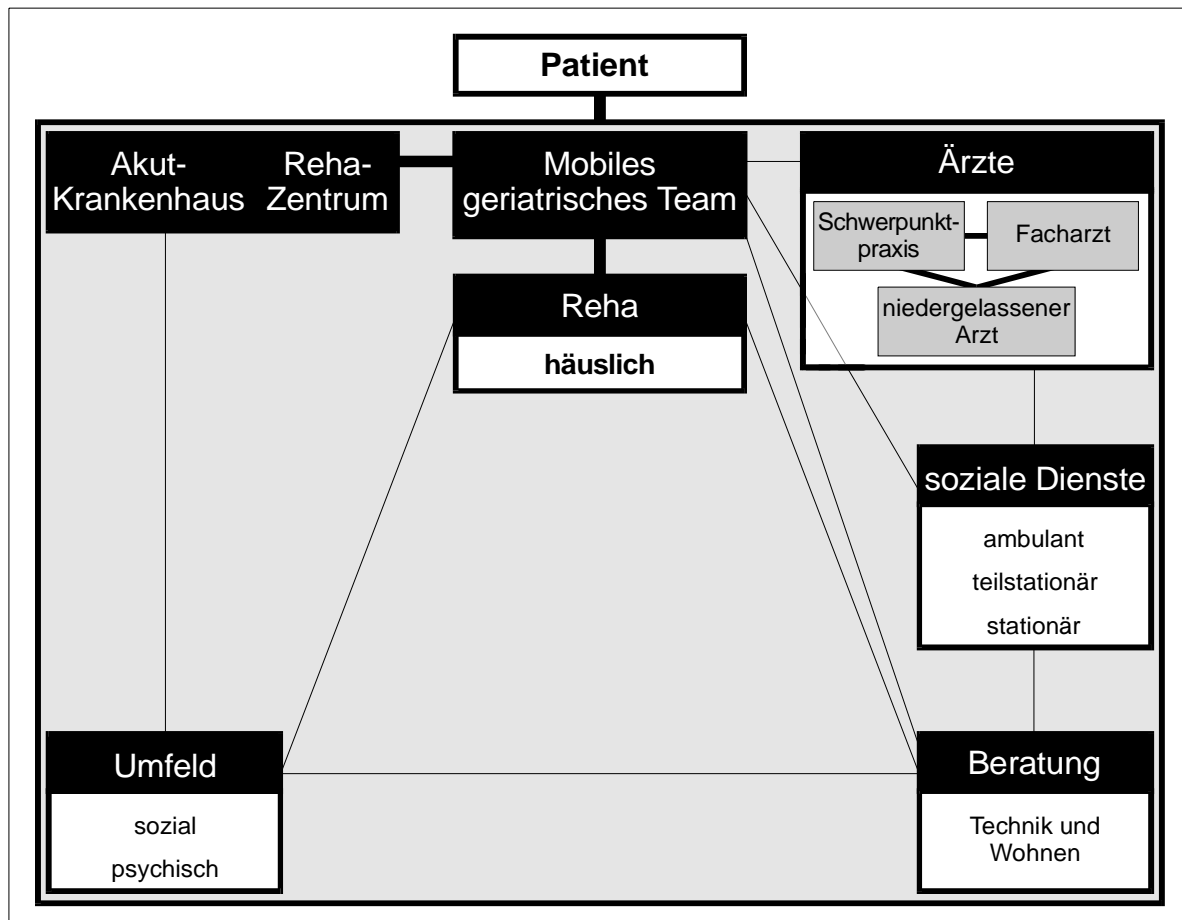 Patient
Akut-
Krankenhaus
Reha-
Zentrum
Mobiles
geriatrisches Team
Ärzte
Schwerpunkt-
praxis
Facharzt
niedergelassener
Arzt
Reha
häuslich
soziale Dienste
ambulant
teilstationär
stationär
Umfeld
sozial
psychisch
Beratung
Technik und
Wohnen